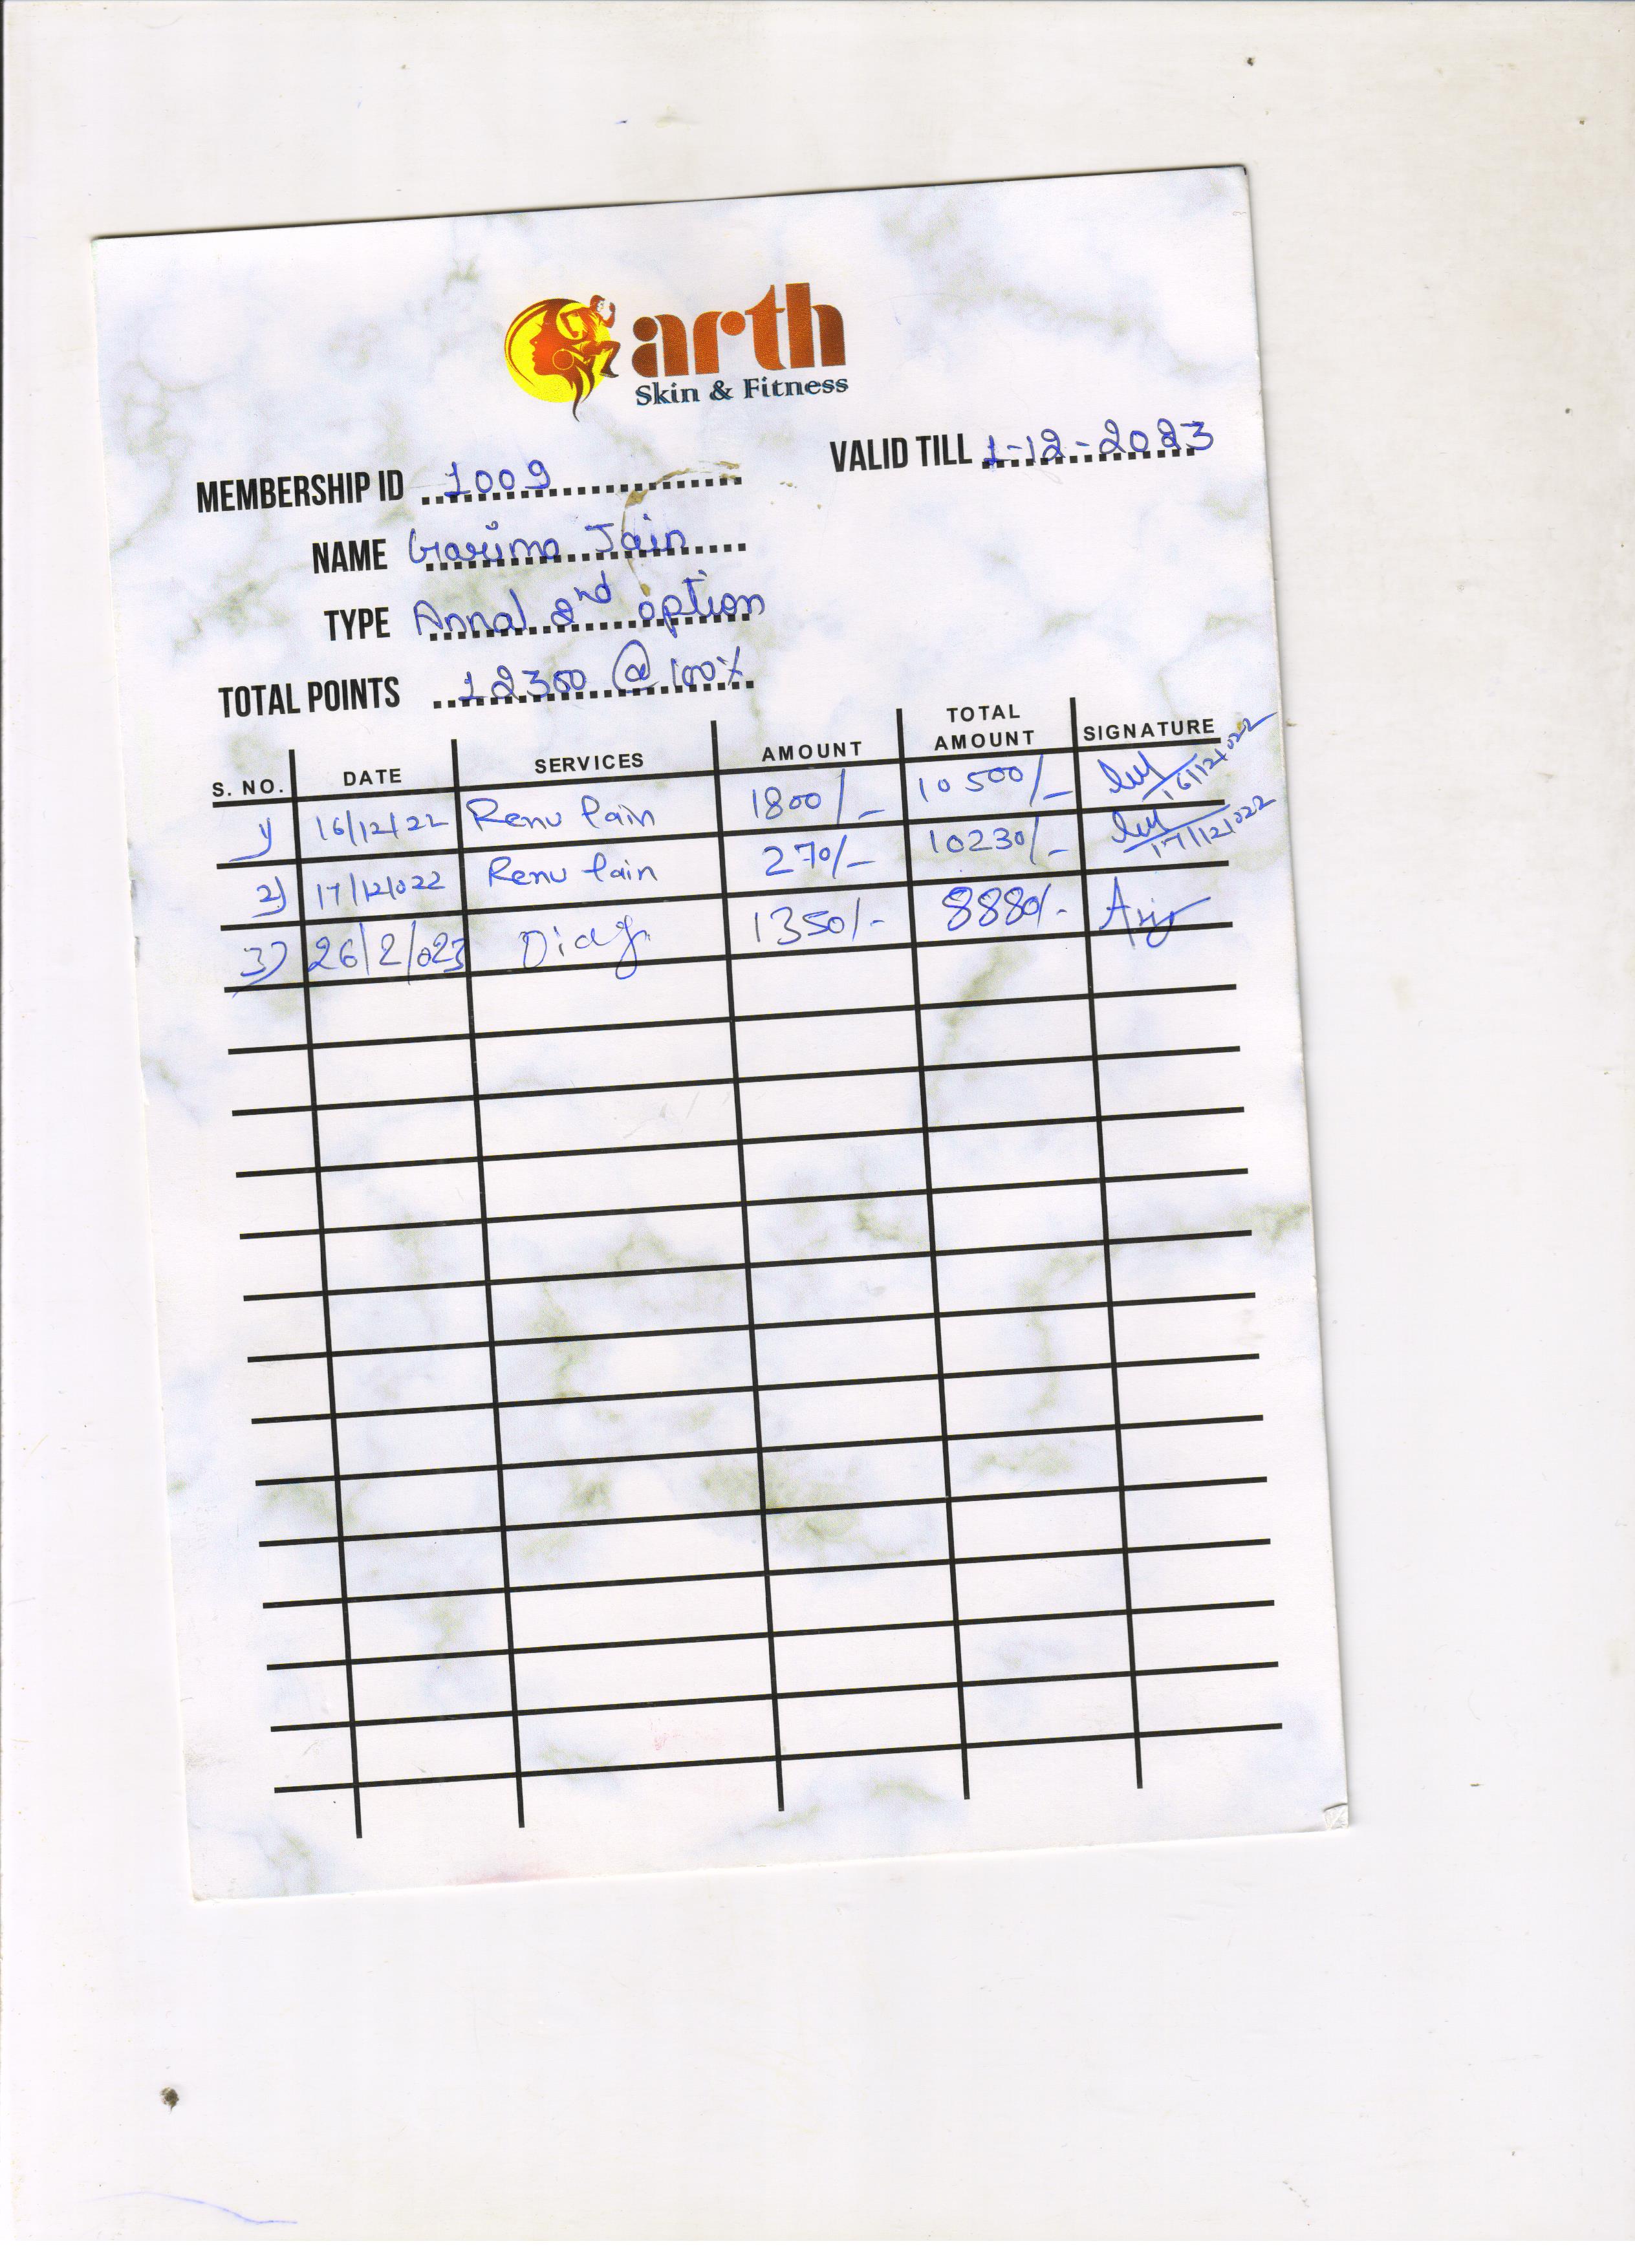 arth
Skin & Fitness
VALID TILL 1-12-2023
MEMBERSHIP ID 1009
NAME Garima Jain
TYPE Annal 2nd option
TOTAL POINTS 12300 @ 100%
S. NO. DATE SERVICES AMOUNT TOTAL AMOUNT SIGNATURE
1) 16/12/22 Renu Jain 1800/- 10500/- 16/12/022
2) 17/12/022 Renu Jain 270/- 10230/- 17/12/022
3) 26/2/023 1350/- 8880/-